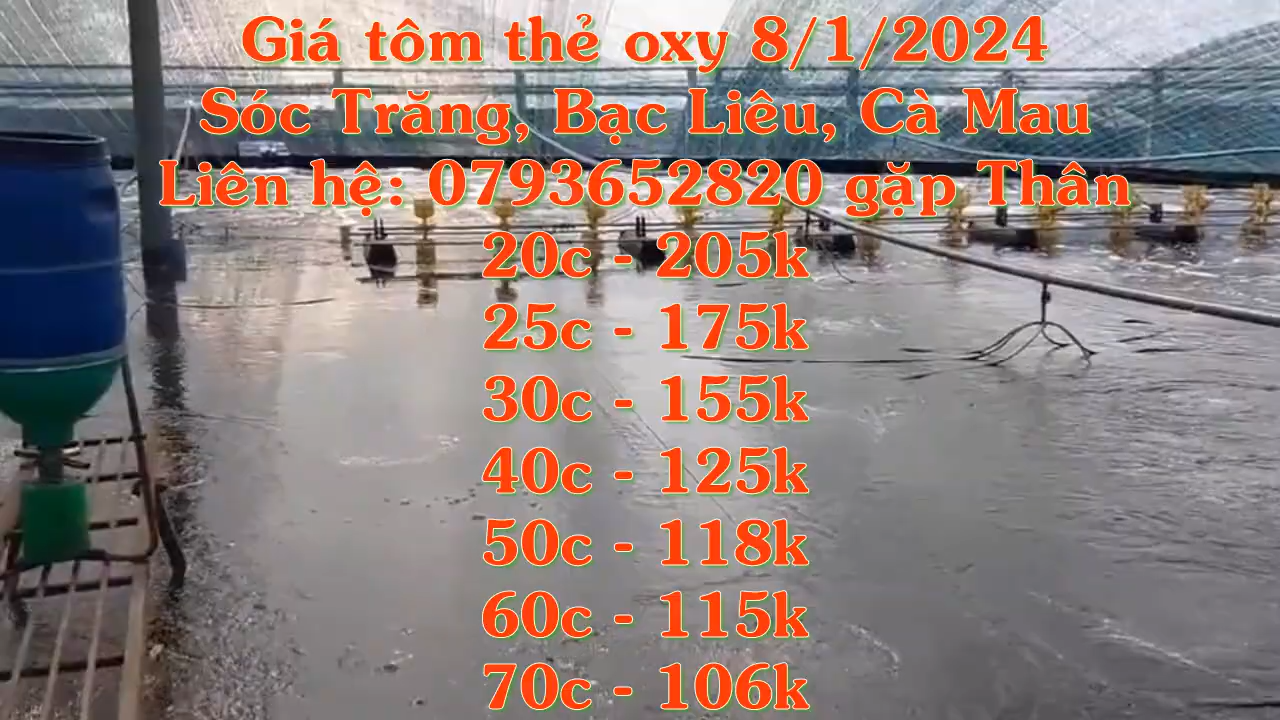 Giá tôm thẻ oxy 8/1/2024
Sóc Trăng, Bạc Liêu, Cà Mau
Liên hệ: 0793652820 gặp Thân
20c - 205k
25c - 175k
30c - 155k
40c - 125k
50c - 118k
60c - 115k
70c - 106k